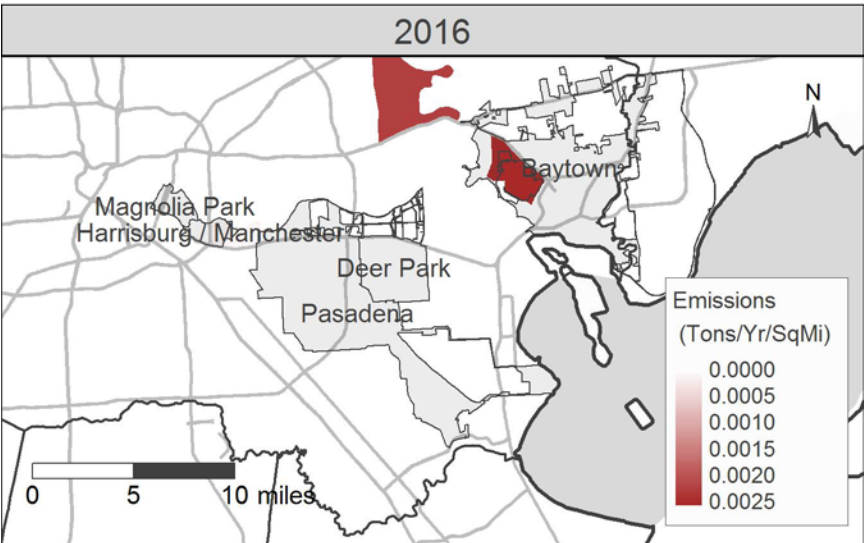 2016
N
Baytown
Magnolia Park
Harrisburg / Manchester
Deer Park
Pasadena
Emissions
(Tons/Yr/SqMi)
0.0000
0.0005
0.0010
0.0015
0.0020
0.0025
0 5 10 miles